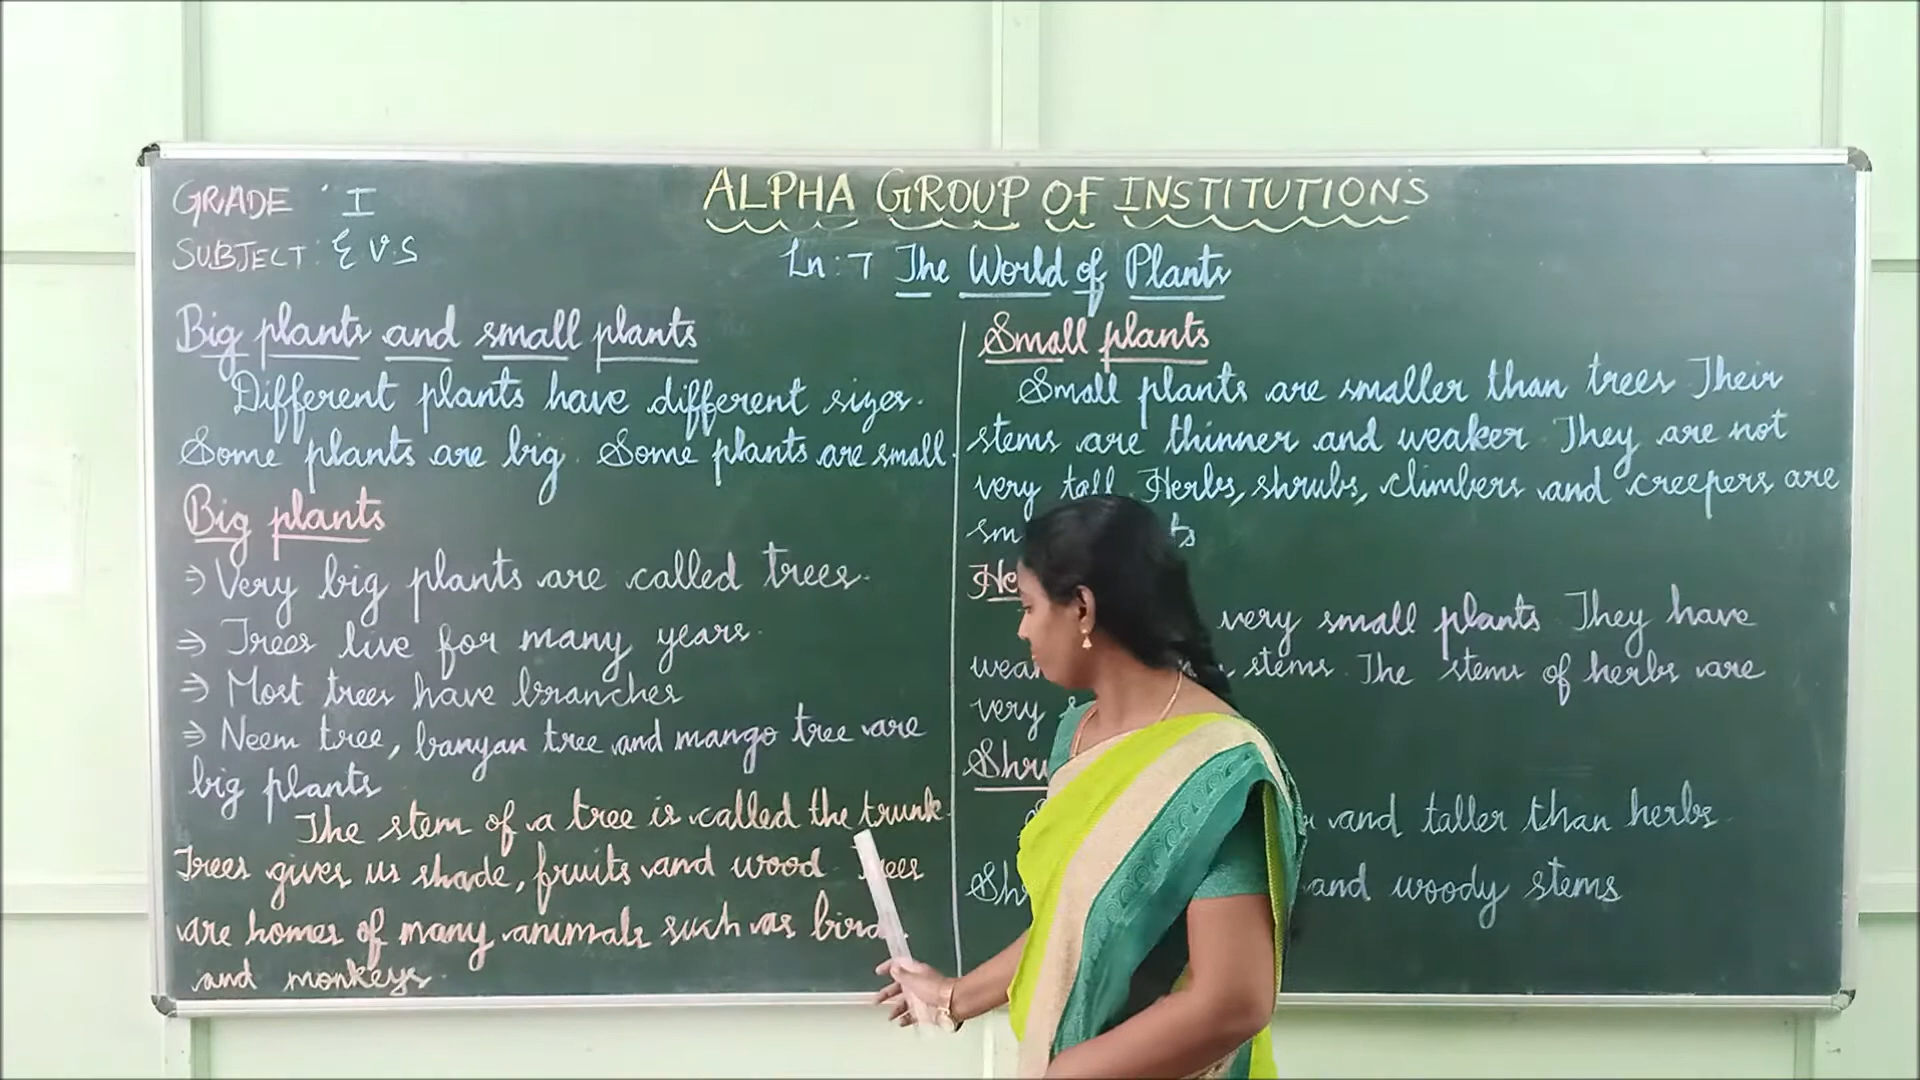 GRADE : I
SUBJECT : E V.S
ALPHA GROUP OF INSTITUTIONS
Ln : 7 The World of Plants
Big plants and small plants
Different plants have different sizes.
Some plants are big. Some plants are small.
Big plants
⇒ Very big plants are called trees.
⇒ Trees live for many years.
⇒ Most trees have branches
⇒ Neem tree, banyan tree and mango tree are
big plants
The stem of a tree is called the trunk.
Trees gives us shade, fruits and wood Trees
are homes of many animals such as birds
and monkeys.
Small plants
Small plants are smaller than trees Their
stems are thinner and weaker They are not
very tall Herbs, shrubs, climbers and creepers are
very small plants They have
stems. The stems of herbs are
very
and taller than herbs
and woody stems